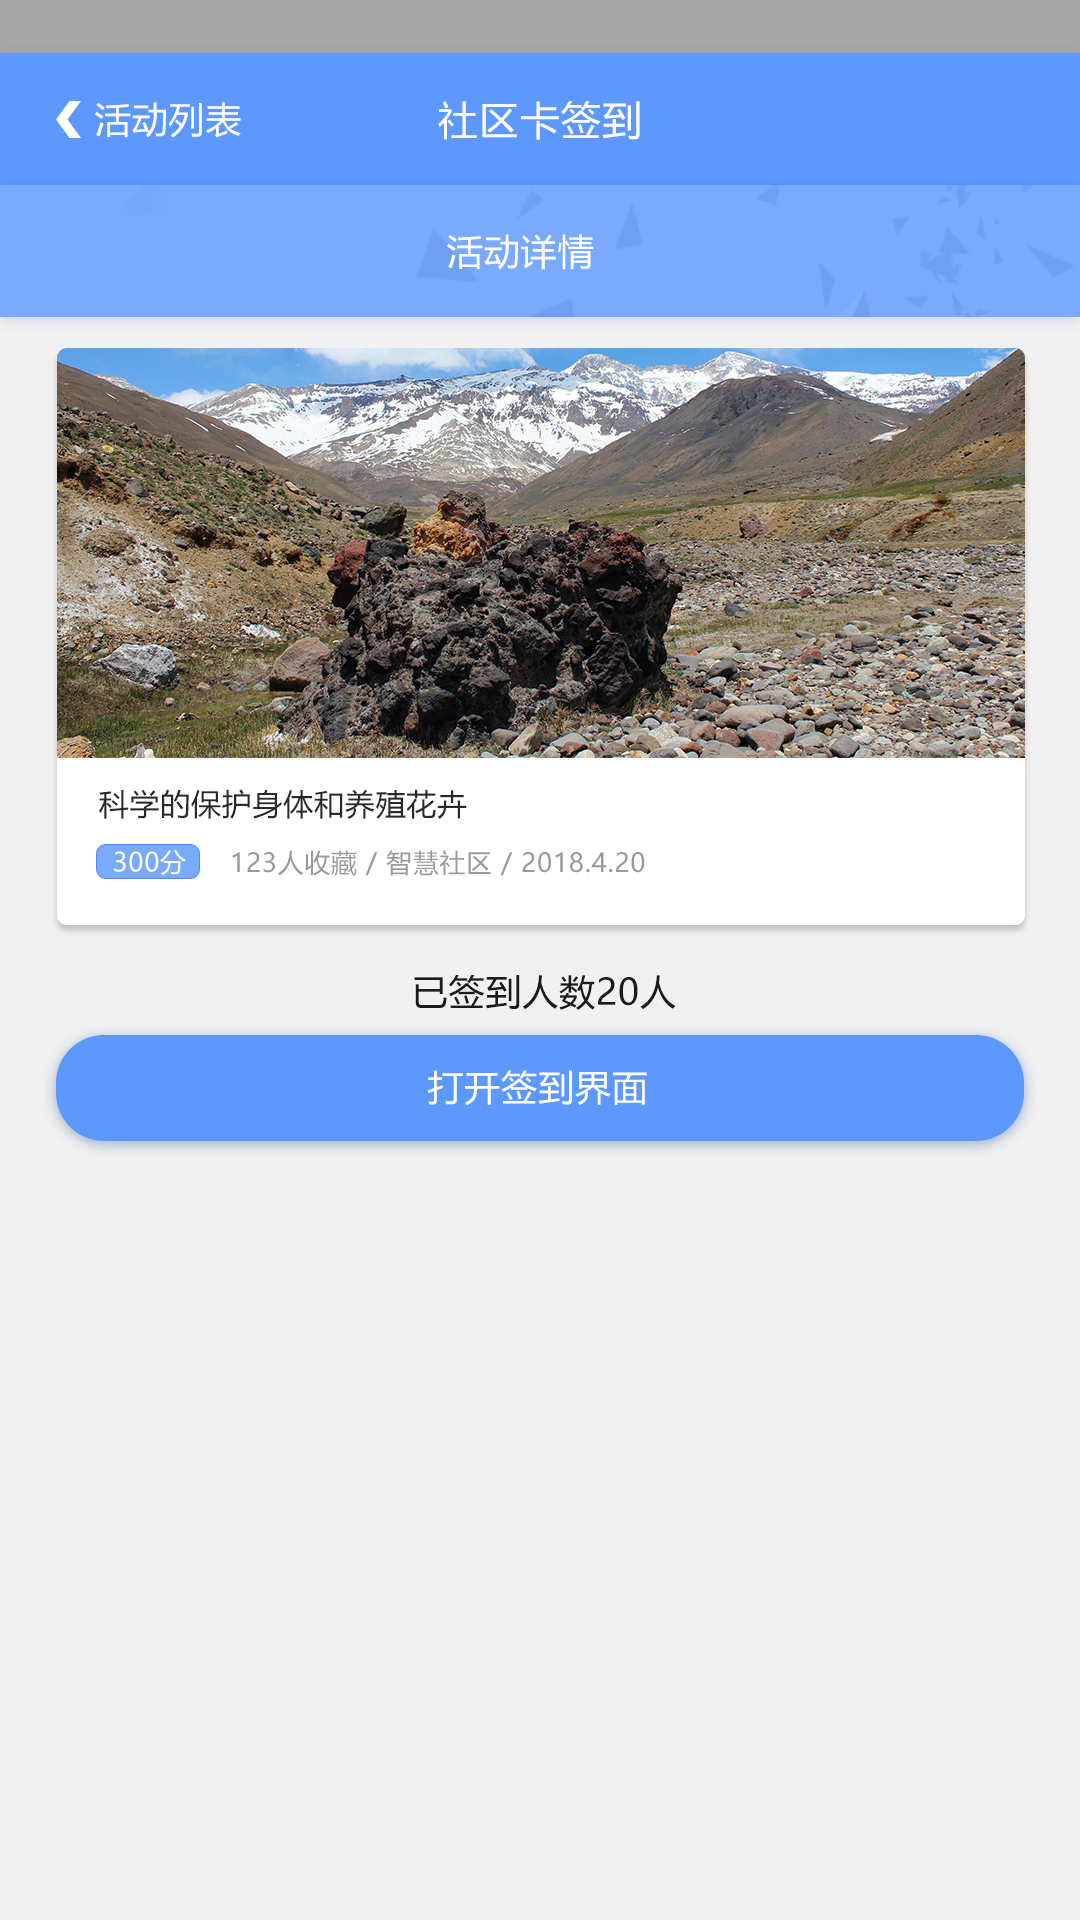 活动列表
社区卡签到
活动详情
科学的保护身体和养殖花卉
300分 123人收藏 / 智慧社区 / 2018.4.20
已签到人数20人
打开签到界面